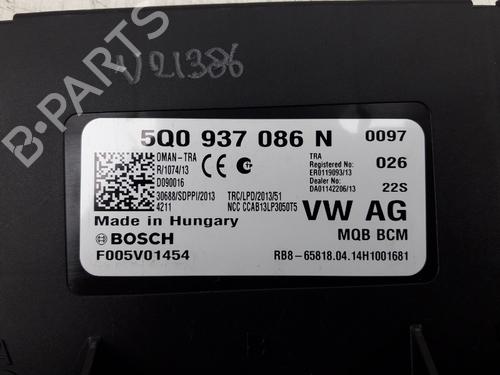 V21386
B-PARTS
5Q0 937 086 N 0097
OMAN-TRA
R/1074/13
D090016
30688/SDPPI/2013
4211
CE
TRC/LPD/2013/51
NCC CCAB13LP3050T5
TRA
Registered No:
ER0119093/13
Dealer No:
DA01142206/13
026
22S
Made in Hungary
VW AG
BOSCH
MQB BCM
F005V01454
RB8-65818.04.14H1001681